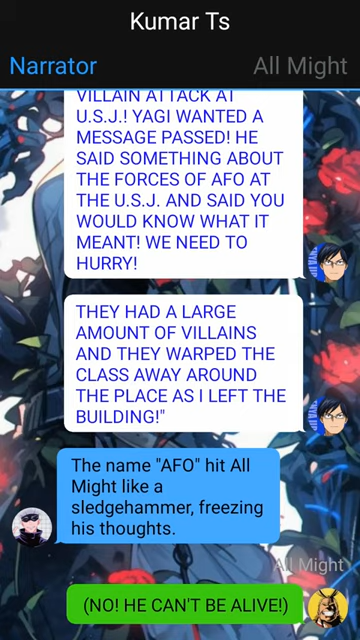 Kumar Ts
Narrator
All Might
VILLAIN ATTACK AT
U.S.J.! YAGI WANTED A
MESSAGE PASSED! HE
SAID SOMETHING ABOUT
THE FORCES OF AFO AT
THE U.S.J. AND SAID YOU
WOULD KNOW WHAT IT
MEANT! WE NEED TO
HURRY!
THEY HAD A LARGE
AMOUNT OF VILLAINS
AND THEY WARPED THE
CLASS AWAY AROUND
THE PLACE AS I LEFT THE
BUILDING!"
The name "AFO" hit All
Might like a
sledgehammer, freezing
his thoughts.
All Might
(NO! HE CAN'T BE ALIVE!)